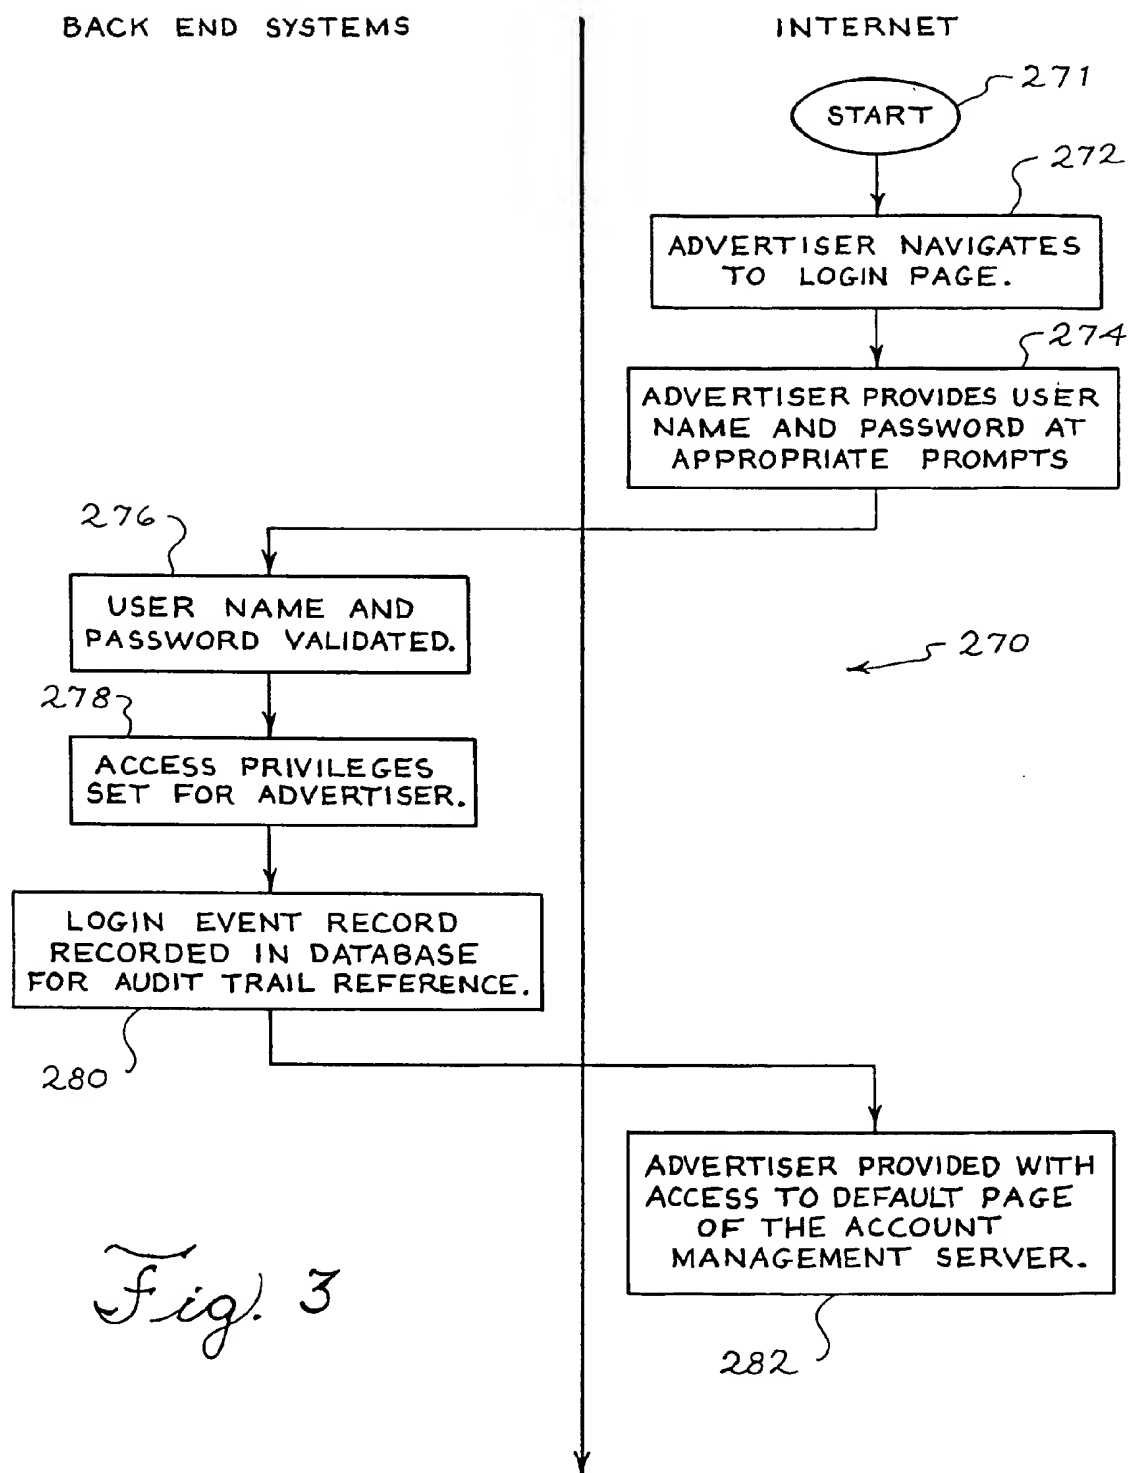 BACK END SYSTEMS
INTERNET
271
START
272
ADVERTISER NAVIGATES
TO LOGIN PAGE.
274
ADVERTISER PROVIDES USER
NAME AND PASSWORD AT
APPROPRIATE PROMPTS
276
USER NAME AND
PASSWORD VALIDATED.
270
278
ACCESS PRIVILEGES
SET FOR ADVERTISER.
LOGIN EVENT RECORD
RECORDED IN DATABASE
FOR AUDIT TRAIL REFERENCE.
280
ADVERTISER PROVIDED WITH
ACCESS TO DEFAULT PAGE
OF THE ACCOUNT
MANAGEMENT SERVER.
282
Fig. 3